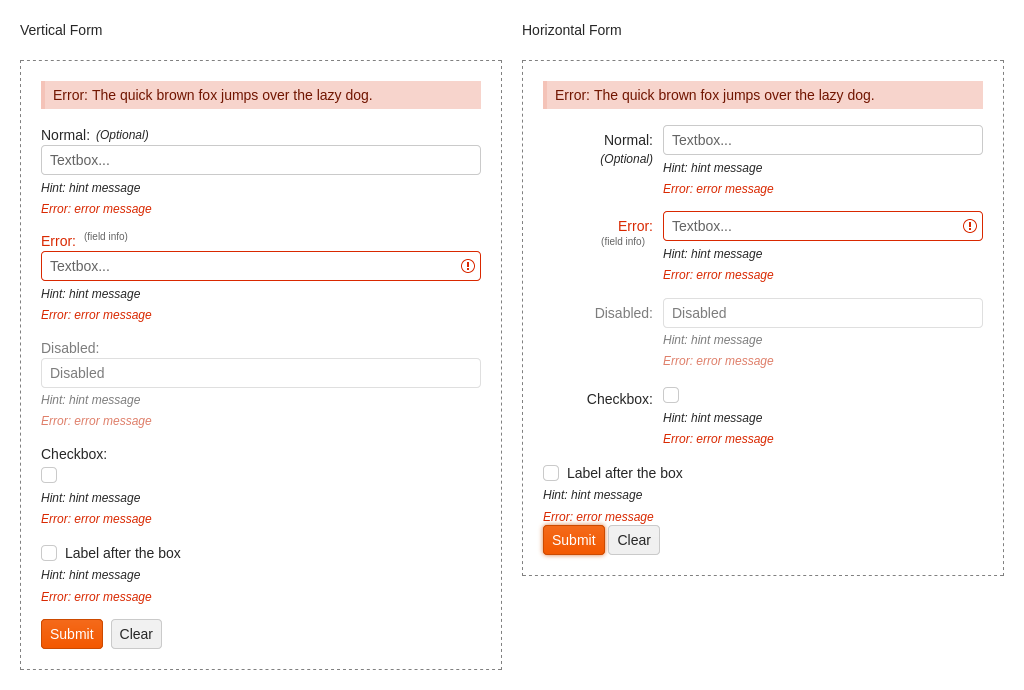 Vertical Form
Error: The quick brown fox jumps over the lazy dog.
Normal: (Optional)
Textbox...
Hint: hint message
Error: error message
Error: (field info)
Textbox...
Hint: hint message
Error: error message
Disabled:
Disabled
Hint: hint message
Error: error message
Checkbox:
Hint: hint message
Error: error message
Label after the box
Hint: hint message
Error: error message
Submit Clear
Horizontal Form
Error: The quick brown fox jumps over the lazy dog.
Normal: Textbox...
(Optional) Hint: hint message
Error: error message
Error: Textbox...
(field info) Hint: hint message
Error: error message
Disabled: Disabled
Hint: hint message
Error: error message
Checkbox:
Hint: hint message
Error: error message
Label after the box
Hint: hint message
Error: error message
Submit Clear